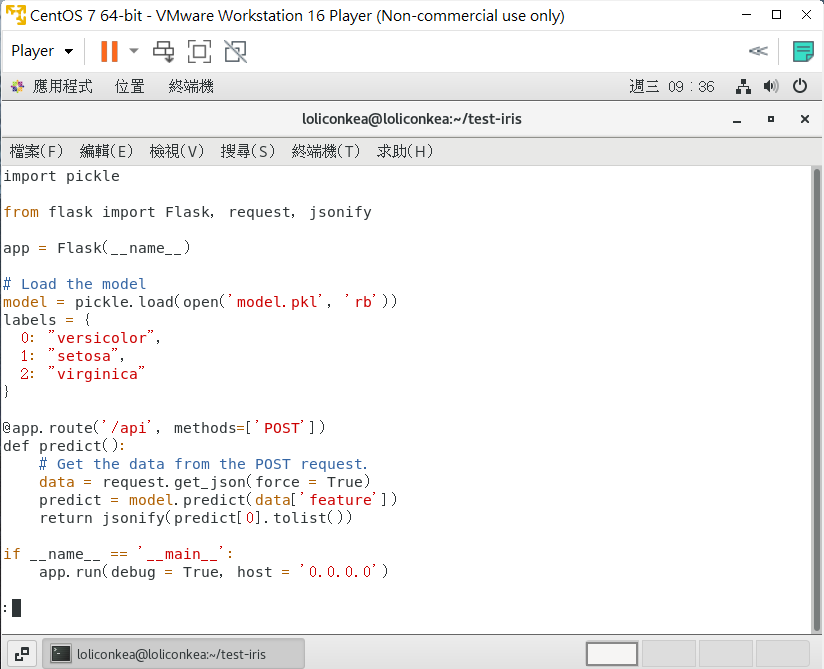 CentOS 7 64-bit - VMware Workstation 16 Player (Non-commercial use only)
Player
應用程式 位置 終端機 週三 09 : 36
loliconkea@loliconkea:~/test-iris
檔案(F) 編輯(E) 檢視(V) 搜尋(S) 終端機(T) 求助(H)
import pickle
from flask import Flask, request, jsonify
app = Flask(__name__)
# Load the model
model = pickle.load(open('model.pkl', 'rb'))
labels = {
  0: "versicolor",
  1: "setosa",
  2: "virginica"
}
@app.route('/api', methods=['POST'])
def predict():
    # Get the data from the POST request.
    data = request.get_json(force = True)
    predict = model.predict(data['feature'])
    return jsonify(predict[0].tolist())
if __name__ == '__main__':
    app.run(debug = True, host = '0.0.0.0')
:
loliconkea@loliconkea:~/test-iris